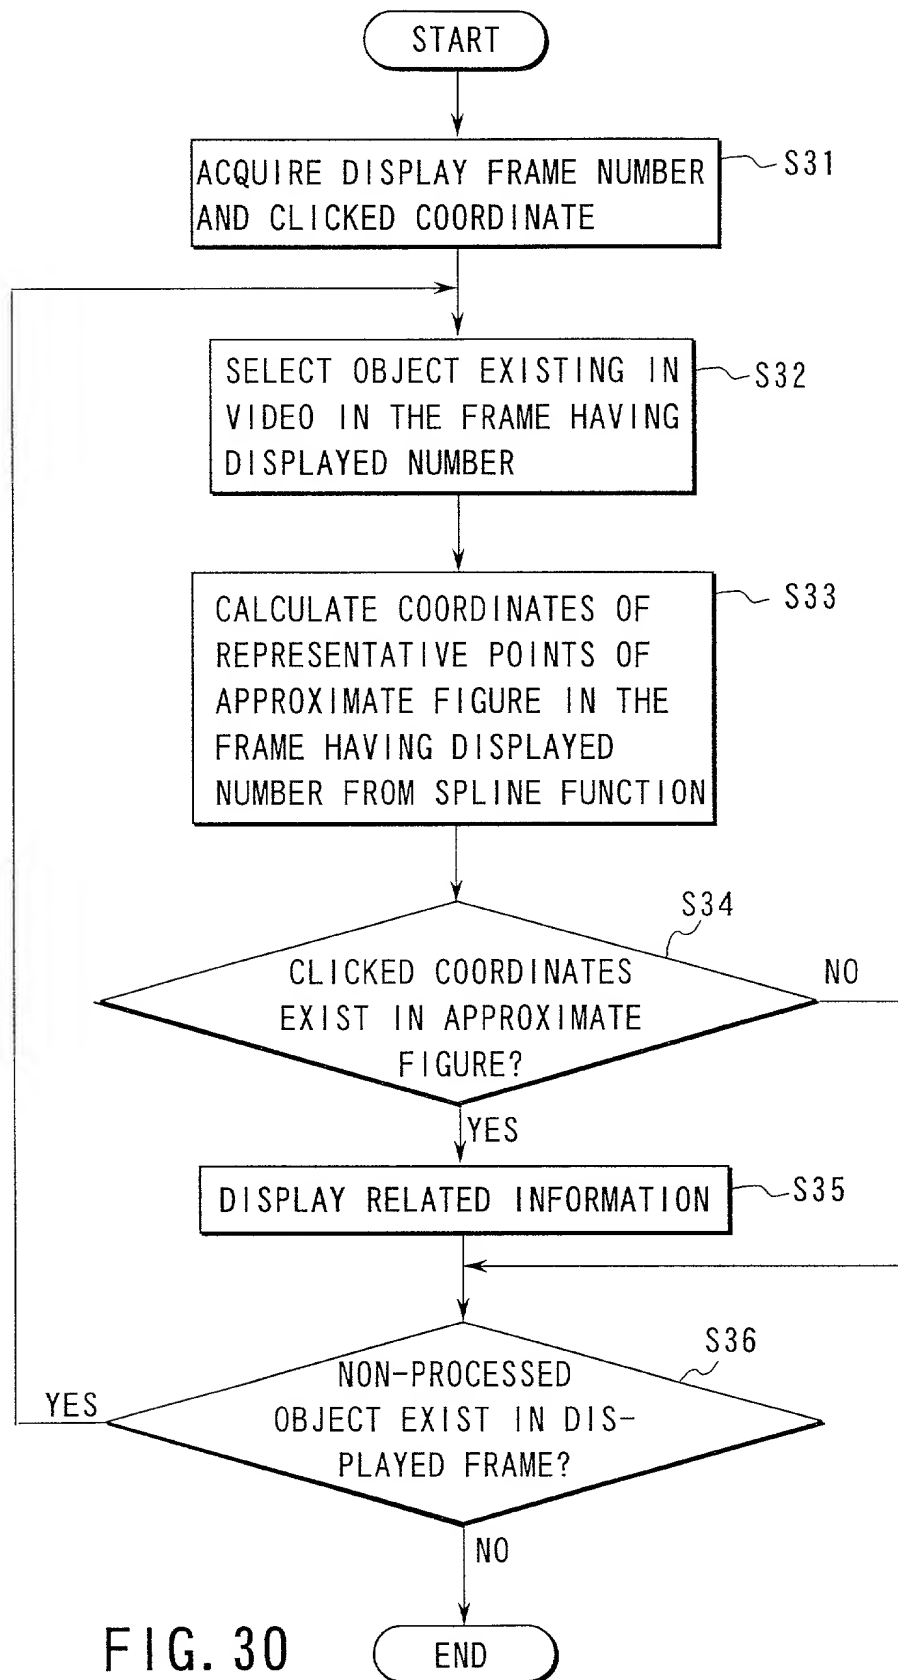 START
ACQUIRE DISPLAY FRAME NUMBER
AND CLICKED COORDINATE
S31
SELECT OBJECT EXISTING IN
VIDEO IN THE FRAME HAVING
DISPLAYED NUMBER
S32
CALCULATE COORDINATES OF
REPRESENTATIVE POINTS OF
APPROXIMATE FIGURE IN THE
FRAME HAVING DISPLAYED
NUMBER FROM SPLINE FUNCTION
S33
S34
CLICKED COORDINATES
EXIST IN APPROXIMATE
FIGURE?
NO
YES
DISPLAY RELATED INFORMATION
S35
S36
NON-PROCESSED
OBJECT EXIST IN DIS-
PLAYED FRAME?
YES
NO
END
FIG. 30